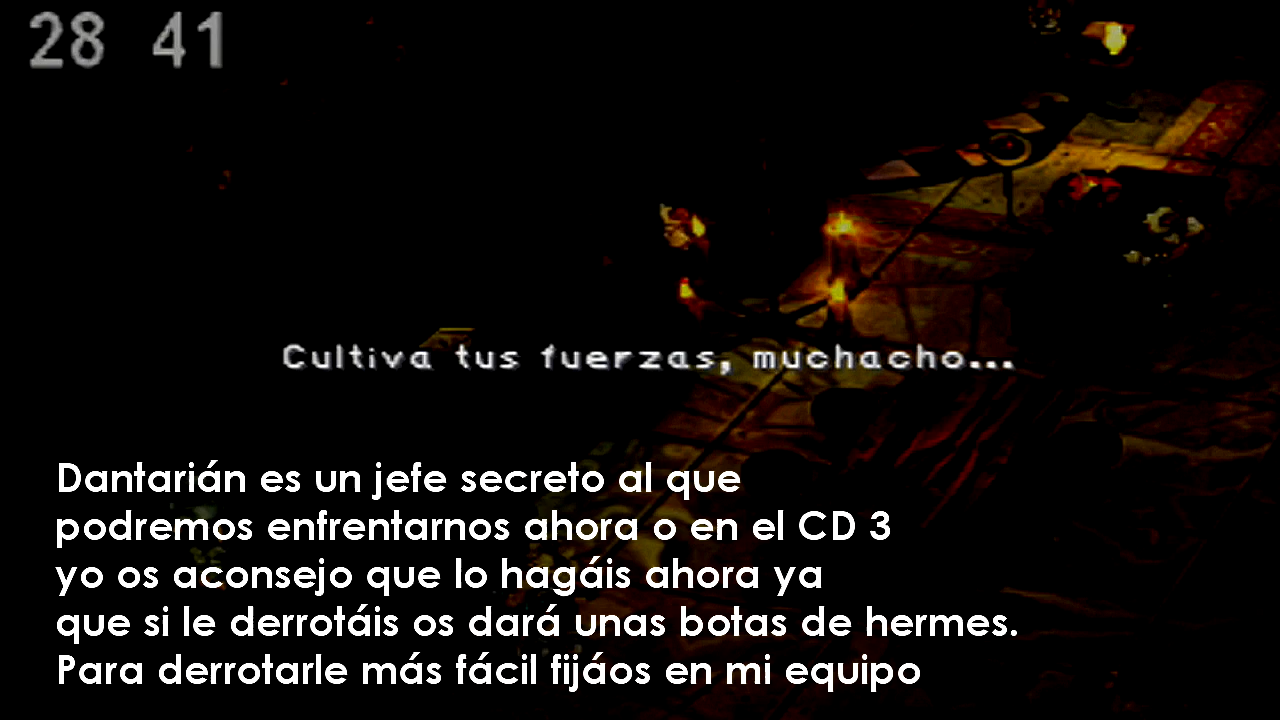 28 41
Cultiva tus fuerzas, muchacho...
Dantarián es un jefe secreto al que
podremos enfrentarnos ahora o en el CD 3
yo os aconsejo que lo hagáis ahora ya
que si le derrotáis os dará unas botas de hermes.
Para derrotarle más fácil fijáos en mi equipo